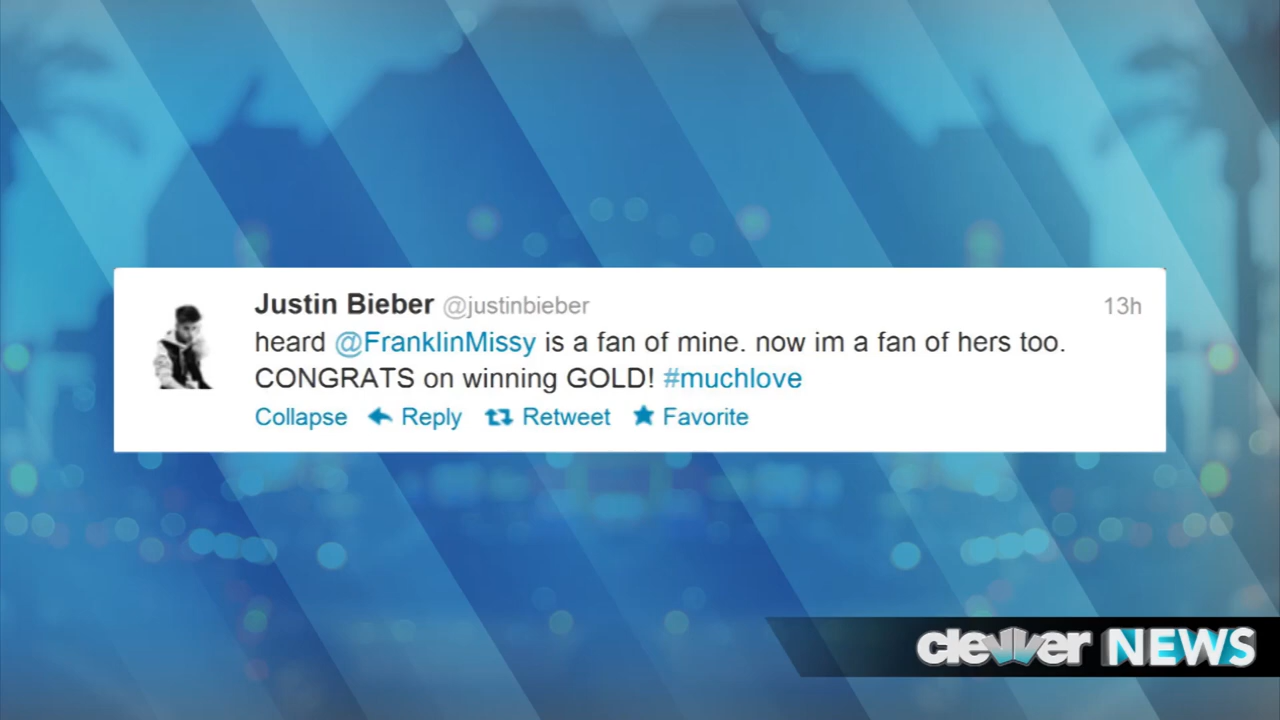 Justin Bieber @justinbieber 13h
heard @FranklinMissy is a fan of mine. now im a fan of hers too.
CONGRATS on winning GOLD! #muchlove
Collapse Reply Retweet Favorite
clevver NEWS